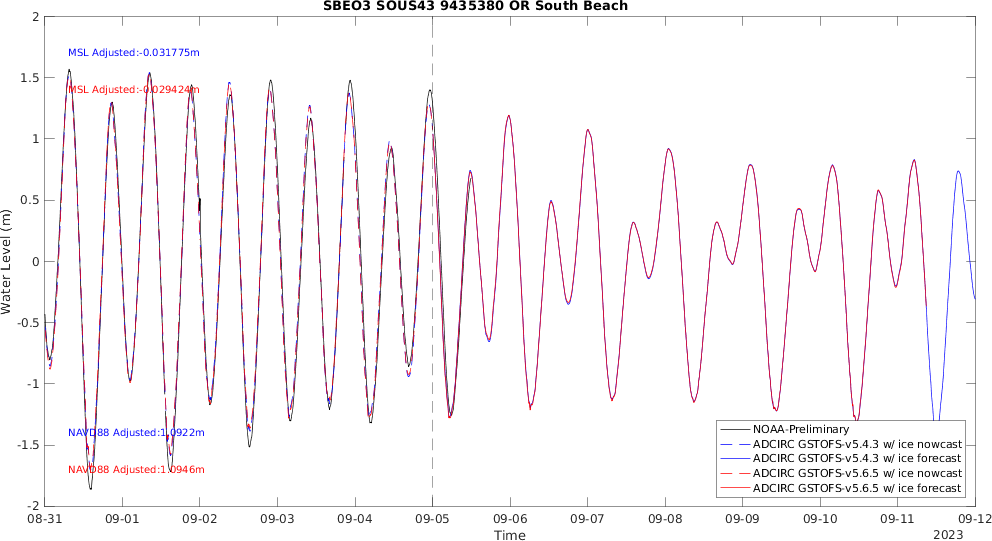 SBEO3 SOUS43 9435380 OR South Beach
Water Level (m)
2
1.5
1
0.5
0
-0.5
-1
-1.5
-2
MSL Adjusted:-0.031775m
MSL Adjusted:-0.029424m
NAVD88 Adjusted:1.0922m
NAVD88 Adjusted:1.0946m
NOAA-Preliminary
ADCIRC GSTOFS-v5.4.3 w/ ice nowcast
ADCIRC GSTOFS-v5.4.3 w/ ice forecast
ADCIRC GSTOFS-v5.6.5 w/ ice nowcast
ADCIRC GSTOFS-v5.6.5 w/ ice forecast
08-31 09-01 09-02 09-03 09-04 09-05 09-06 09-07 09-08 09-09 09-10 09-11 09-12
Time
2023